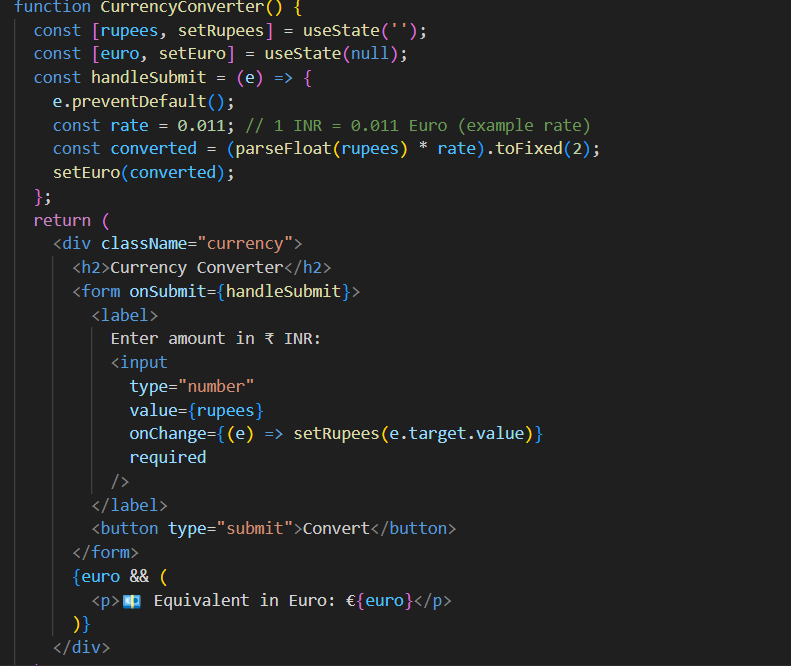 function CurrencyConverter() {
  const [rupees, setRupees] = useState('');
  const [euro, setEuro] = useState(null);
  const handleSubmit = (e) => {
    e.preventDefault();
    const rate = 0.011; // 1 INR = 0.011 Euro (example rate)
    const converted = (parseFloat(rupees) * rate).toFixed(2);
    setEuro(converted);
  };
  return (
    <div className="currency">
      <h2>Currency Converter</h2>
      <form onSubmit={handleSubmit}>
        <label>
          Enter amount in ₹ INR:
          <input
            type="number"
            value={rupees}
            onChange={(e) => setRupees(e.target.value)}
            required
          />
        </label>
        <button type="submit">Convert</button>
      </form>
      {euro && (
        <p>💶 Equivalent in Euro: €{euro}</p>
      )}
    </div>